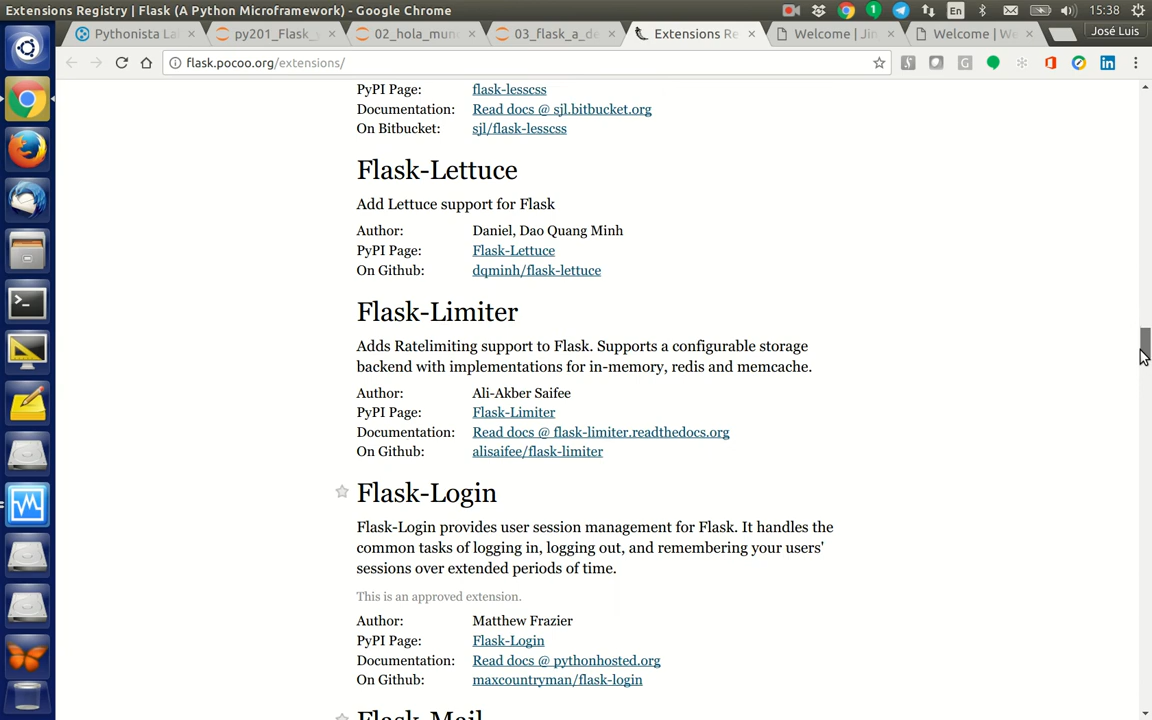 Extensions Registry | Flask (A Python Microframework) - Google Chrome
1
En
15:38
Pythonista La
py201_Flask_
02_hola_mun
03_flask_a_de
Extensions Re
Welcome | Jin
Welcome | We
José Luis
flask.pocoo.org/extensions/
PyPI Page: flask-lesscss
Documentation: Read docs @ sjl.bitbucket.org
On Bitbucket: sjl/flask-lesscss
Flask-Lettuce
Add Lettuce support for Flask
Author: Daniel, Dao Quang Minh
PyPI Page: Flask-Lettuce
On Github: dqminh/flask-lettuce
Flask-Limiter
Adds Ratelimiting support to Flask. Supports a configurable storage
backend with implementations for in-memory, redis and memcache.
Author: Ali-Akber Saifee
PyPI Page: Flask-Limiter
Documentation: Read docs @ flask-limiter.readthedocs.org
On Github: alisaifee/flask-limiter
Flask-Login
Flask-Login provides user session management for Flask. It handles the
common tasks of logging in, logging out, and remembering your users'
sessions over extended periods of time.
This is an approved extension.
Author: Matthew Frazier
PyPI Page: Flask-Login
Documentation: Read docs @ pythonhosted.org
On Github: maxcountryman/flask-login
Flask-Mail